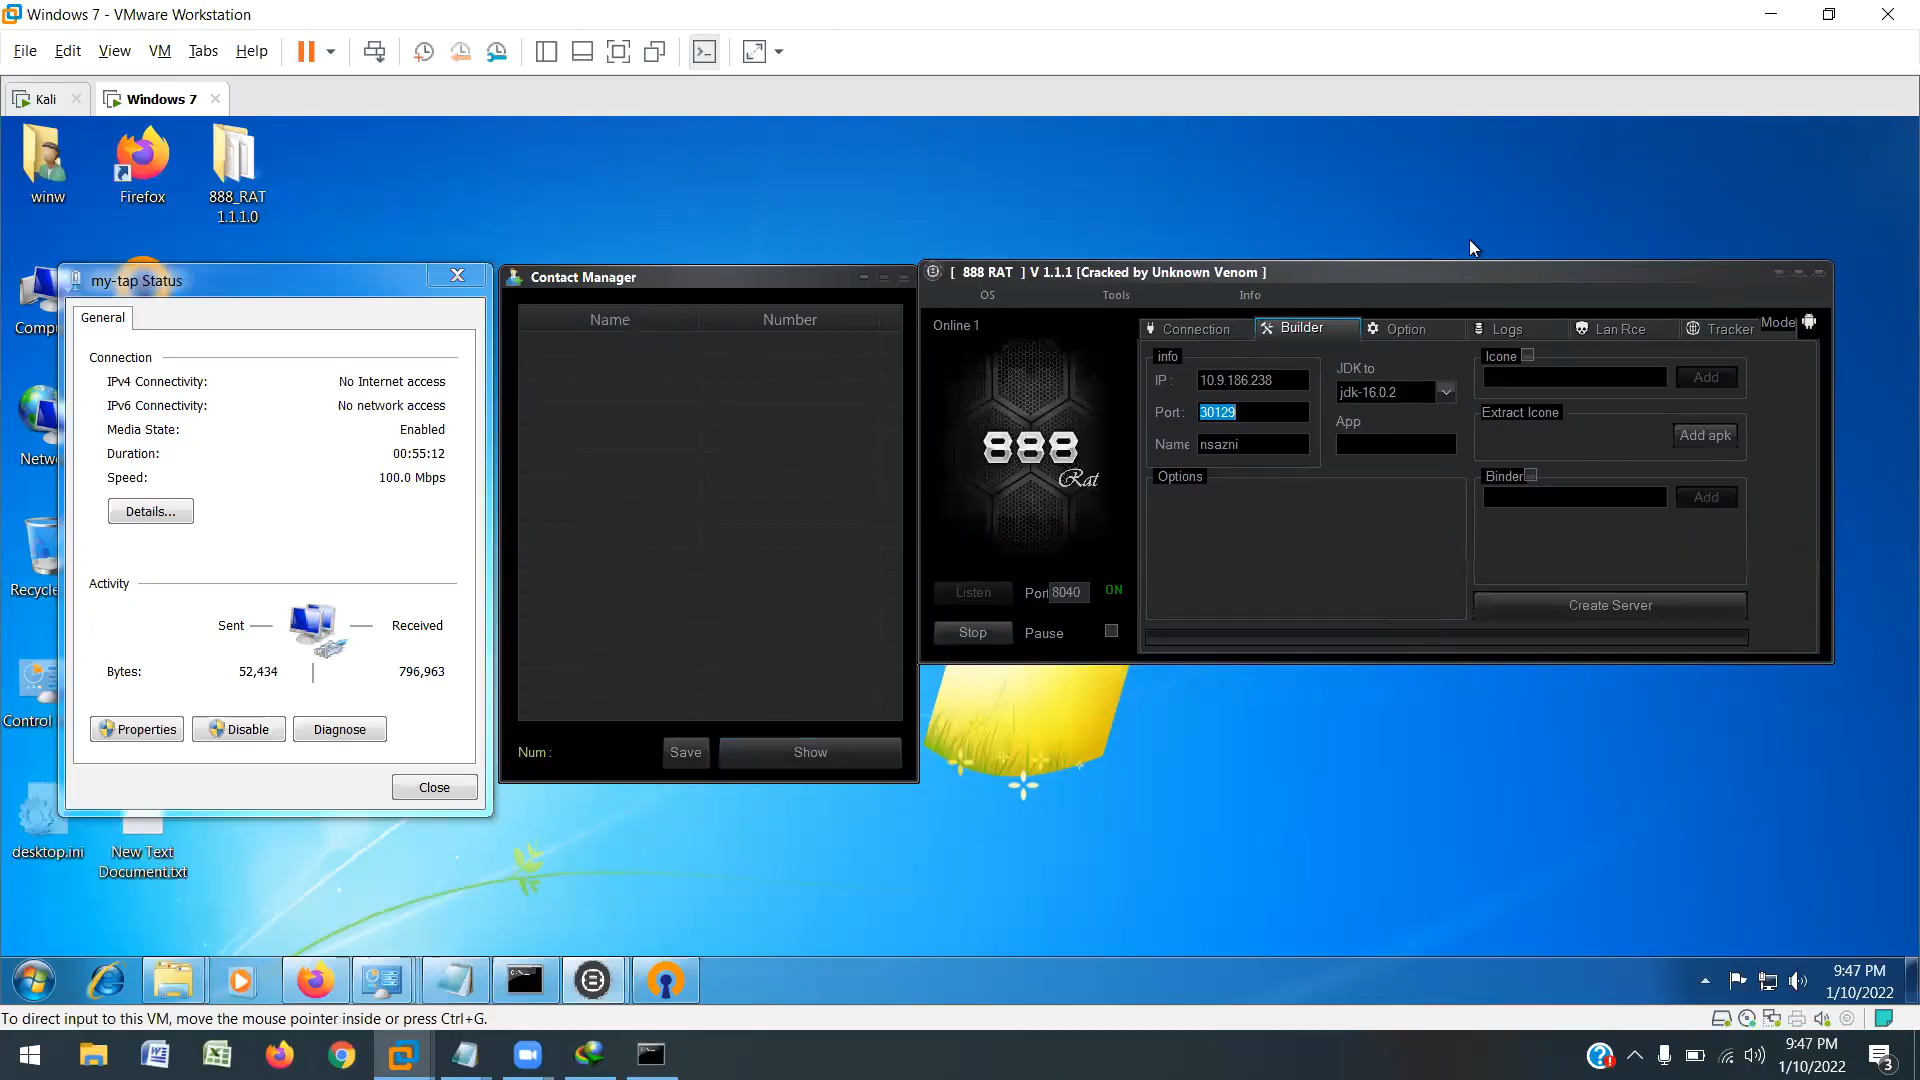 Windows 7 - VMware Workstation
File Edit View VM Tabs Help
Kali
Windows 7
winw
Firefox
888_RAT
1.1.1.0
Compu
Netwo
Recycle
Control
desktop.ini
New Text
Document.txt
my-tap Status
General
Connection
IPv4 Connectivity: No Internet access
IPv6 Connectivity: No network access
Media State: Enabled
Duration: 00:55:12
Speed: 100.0 Mbps
Details...
Activity
Sent Received
Bytes: 52,434 796,963
Properties Disable Diagnose
Close
Contact Manager
Name Number
Num :
Save Show
[ 888 RAT ] V 1.1.1 [Cracked by Unknown Venom ]
OS Tools Info
Online 1
888
Rat
Listen Port 8040 ON
Stop Pause
Connection Builder Option Logs Lan Rce Tracker Mode
info
IP : 10.9.186.238
Port : 30129
Name nsazni
JDK to
jdk-16.0.2
App
Options
Icone
Add
Extract Icone
Add apk
Binder
Add
Create Server
9:47 PM
1/10/2022
To direct input to this VM, move the mouse pointer inside or press Ctrl+G.
9:47 PM
1/10/2022
3